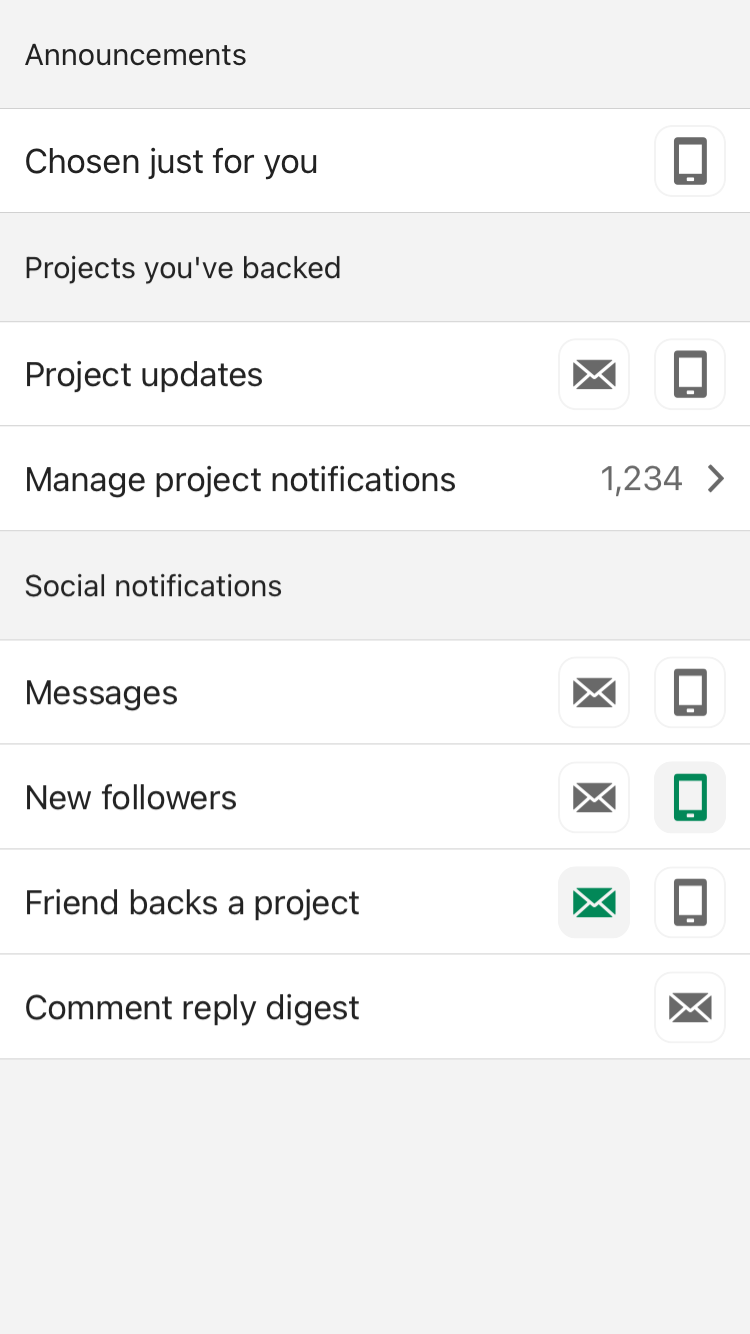 Announcements
Chosen just for you
Projects you've backed
Project updates
Manage project notifications 1,234
Social notifications
Messages
New followers
Friend backs a project
Comment reply digest